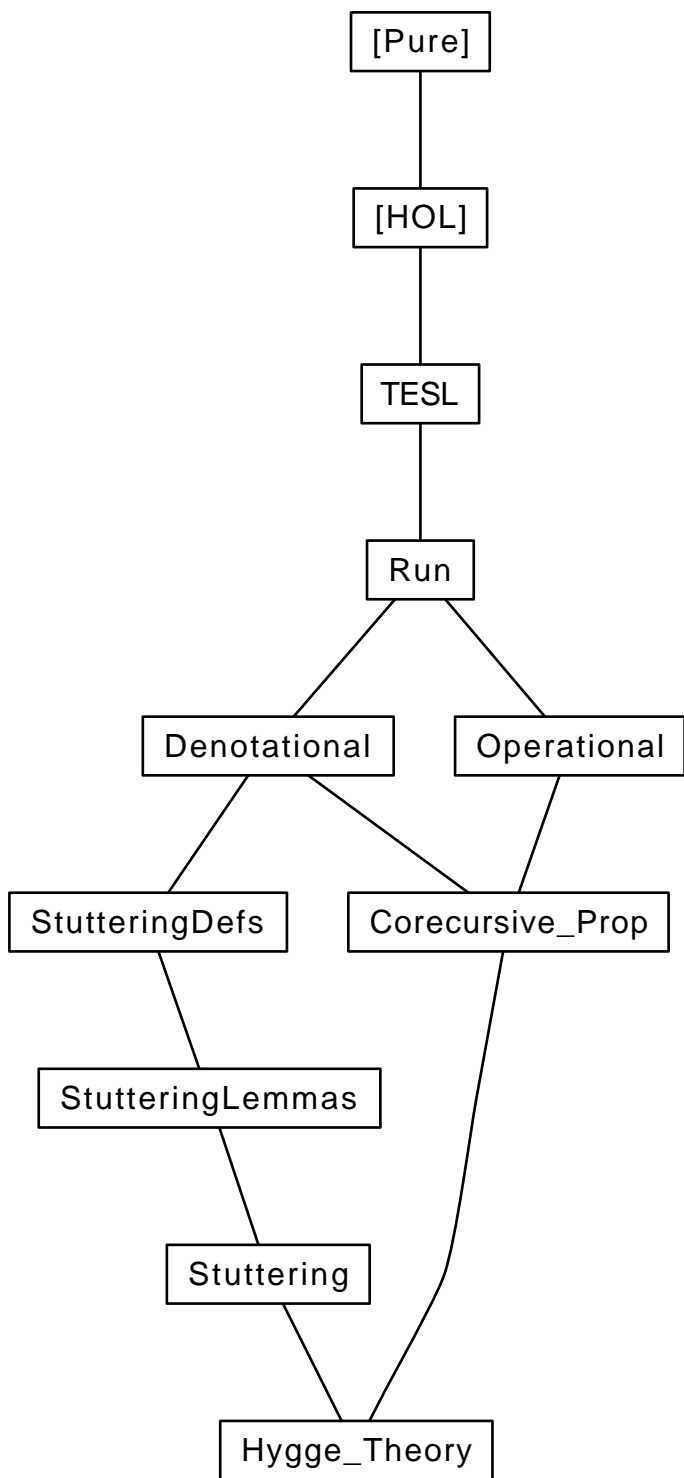 [Pure]
[HOL]
TESL
Run
Denotational
Operational
StutteringDefs
Corecursive_Prop
StutteringLemmas
Stuttering
Hygge_Theory